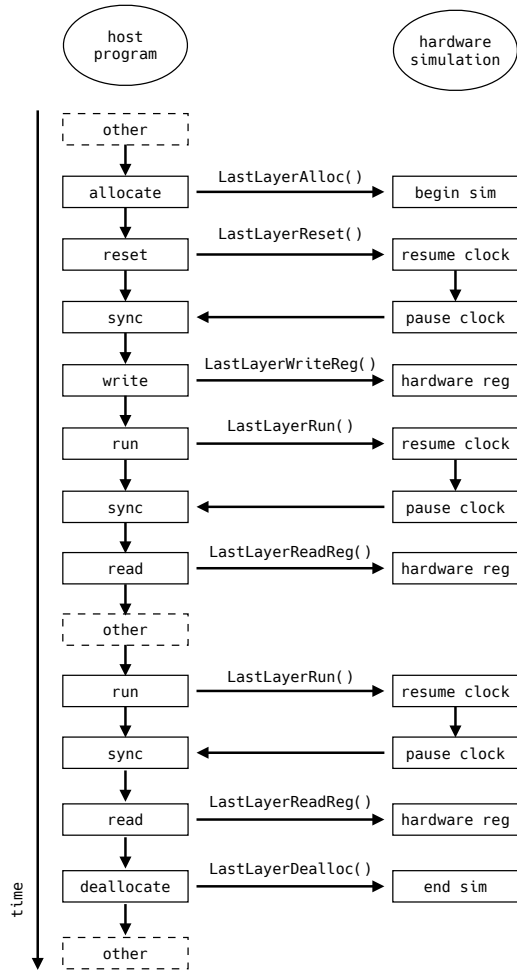 host
program
hardware
simulation
other
LastLayerAlloc()
allocate
begin sim
LastLayerReset()
reset
resume clock
sync
pause clock
LastLayerWriteReg()
write
hardware reg
LastLayerRun()
run
resume clock
sync
pause clock
LastLayerReadReg()
read
hardware reg
other
LastLayerRun()
run
resume clock
sync
pause clock
LastLayerReadReg()
read
hardware reg
LastLayerDealloc()
deallocate
end sim
time
other